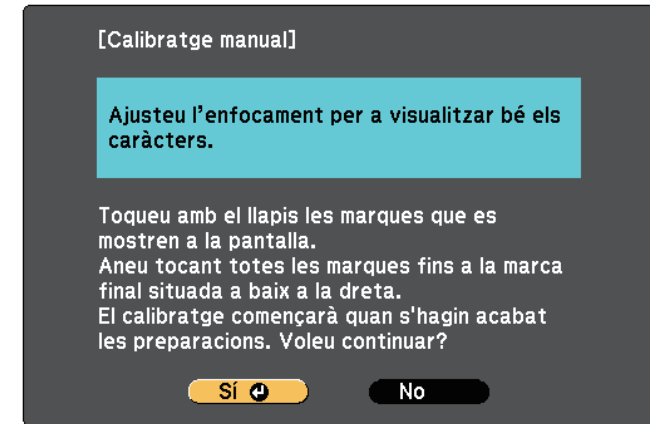 [Calibratge manual]
Ajusteu l'enfocament per a visualitzar bé els
caràcters.
Toqueu amb el llapis les marques que es
mostren a la pantalla.
Aneu tocant totes les marques fins a la marca
final situada a baix a la dreta.
El calibratge començarà quan s'hagin acabat
les preparacions. Voleu continuar?
Sí
No